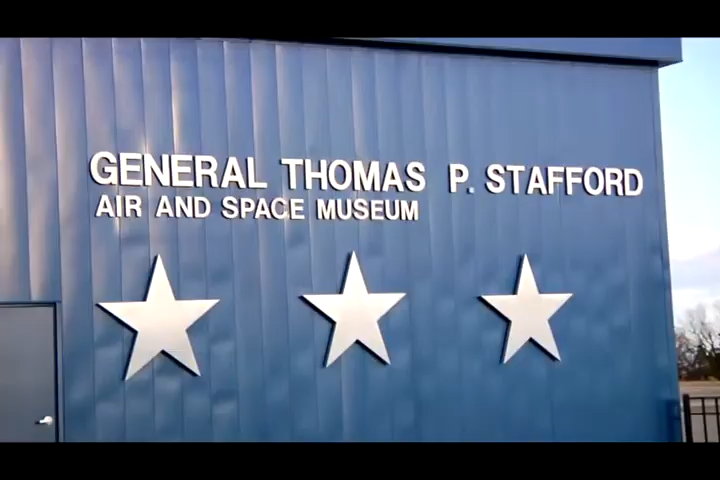 GENERAL THOMAS P. STAFFORD
AIR AND SPACE MUSEUM